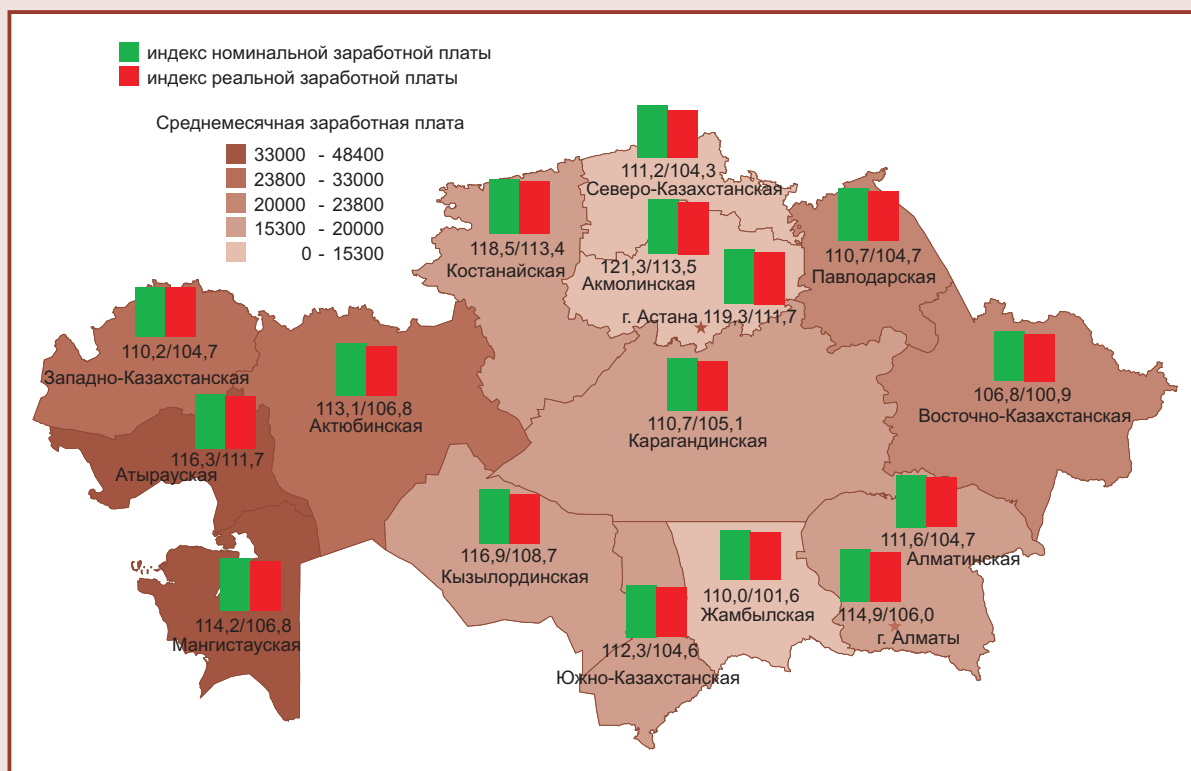 индекс номинальной заработной платы
индекс реальной заработной платы
Среднемесячная заработная плата
33000 - 48400
23800 - 33000
20000 - 23800
15300 - 20000
0 - 15300
111,2/104,3
Северо-Казахстанская
118,5/113,4
Костанайская
121,3/113,5
Акмолинская
г. Астана 119,3/111,7
110,7/104,7
Павлодарская
110,2/104,7
Западно-Казахстанская
113,1/106,8
Актюбинская
116,3/111,7
Атырауская
110,7/105,1
Карагандинская
106,8/100,9
Восточно-Казахстанская
116,9/108,7
Кызылординская
111,6/104,7
Алматинская
110,0/101,6
Жамбылская
114,9/106,0
г. Алматы
114,2/106,8
Мангистауская
112,3/104,6
Южно-Казахстанская